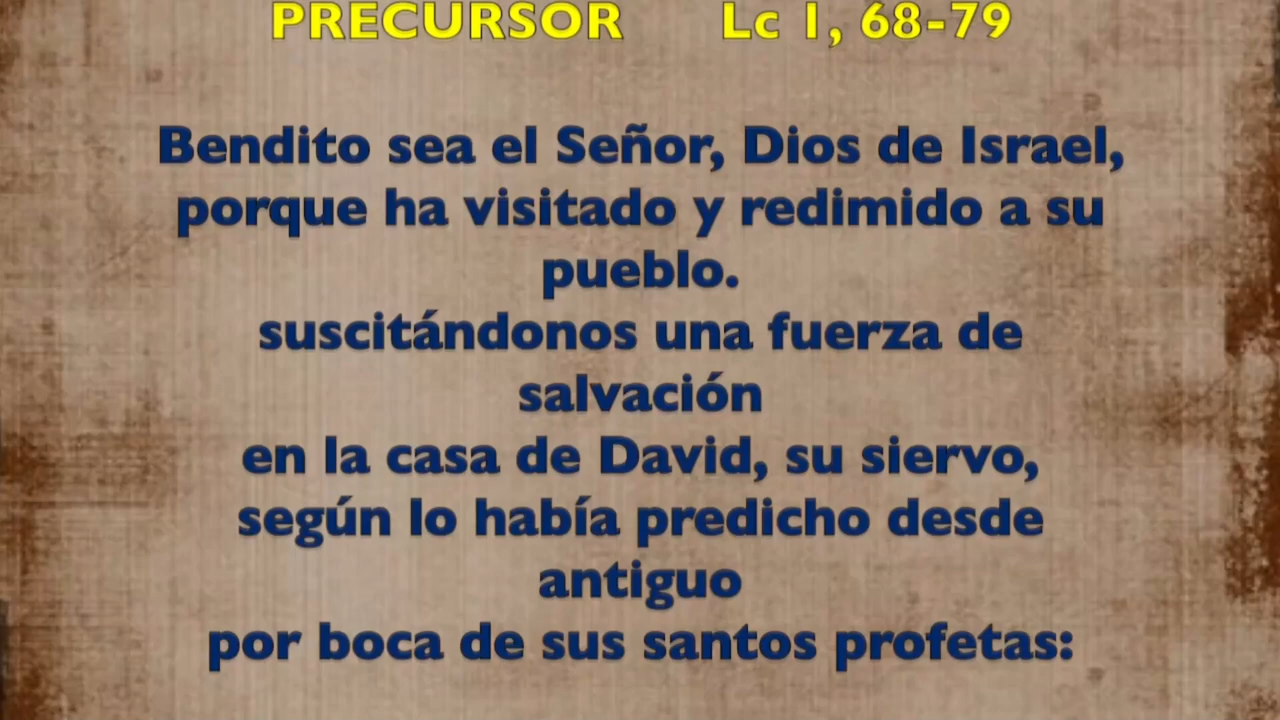 PRECURSOR Lc 1, 68-79
Bendito sea el Señor, Dios de Israel,
porque ha visitado y redimido a su
pueblo.
suscitándonos una fuerza de
salvación
en la casa de David, su siervo,
según lo había predicho desde
antiguo
por boca de sus santos profetas: